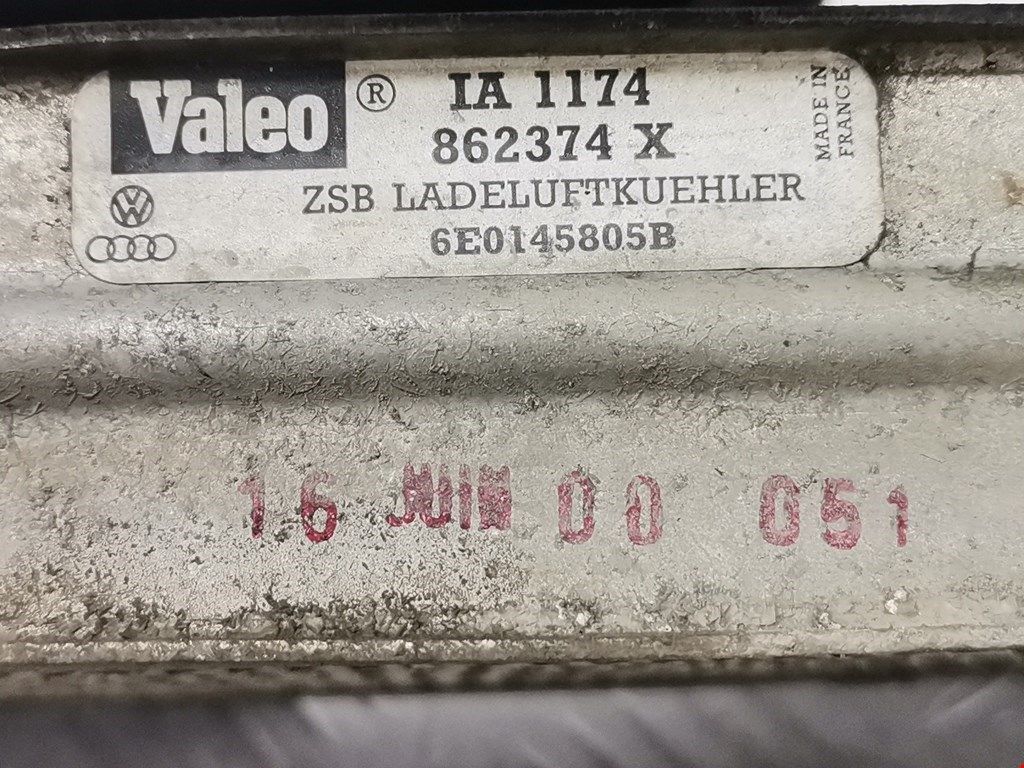 Valeo ® IA 1174
862374 X
MADE IN
FRANCE
ZSB LADELUFTKUEHLER
6E0145805B
16 JUIN 00 051